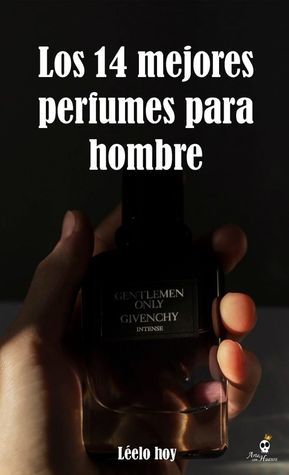 Los 14 mejores
perfumes para
hombre
GENTLEMEN
ONLY
GIVENCHY
INTENSE
Léelo hoy